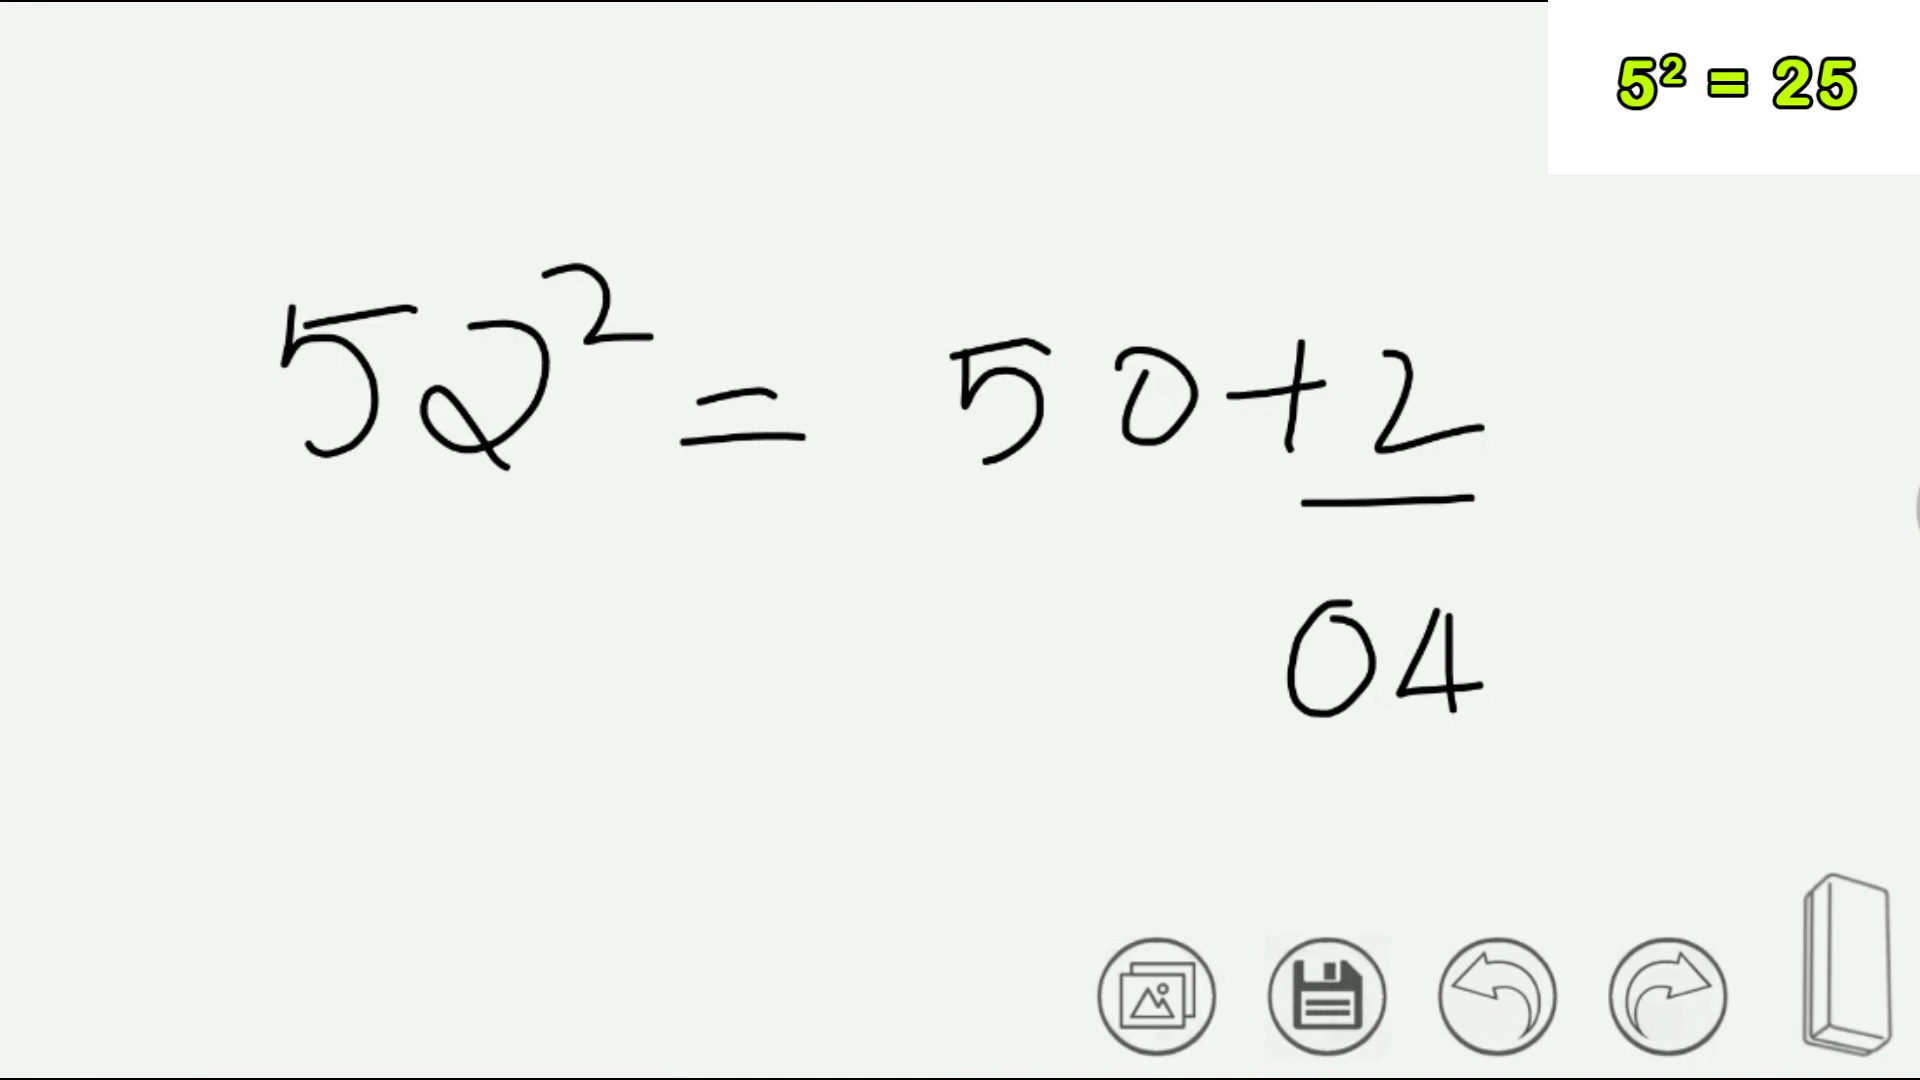 5² = 25
52² = 50+2
04